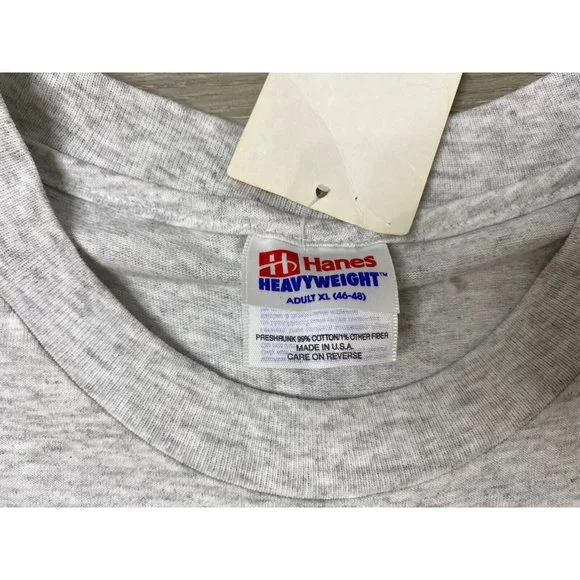 Hanes
HEAVYWEIGHT™
ADULT XL (46-48)
PRESHRUNK 99% COTTON/1% OTHER FIBER
MADE IN U.S.A.
CARE ON REVERSE